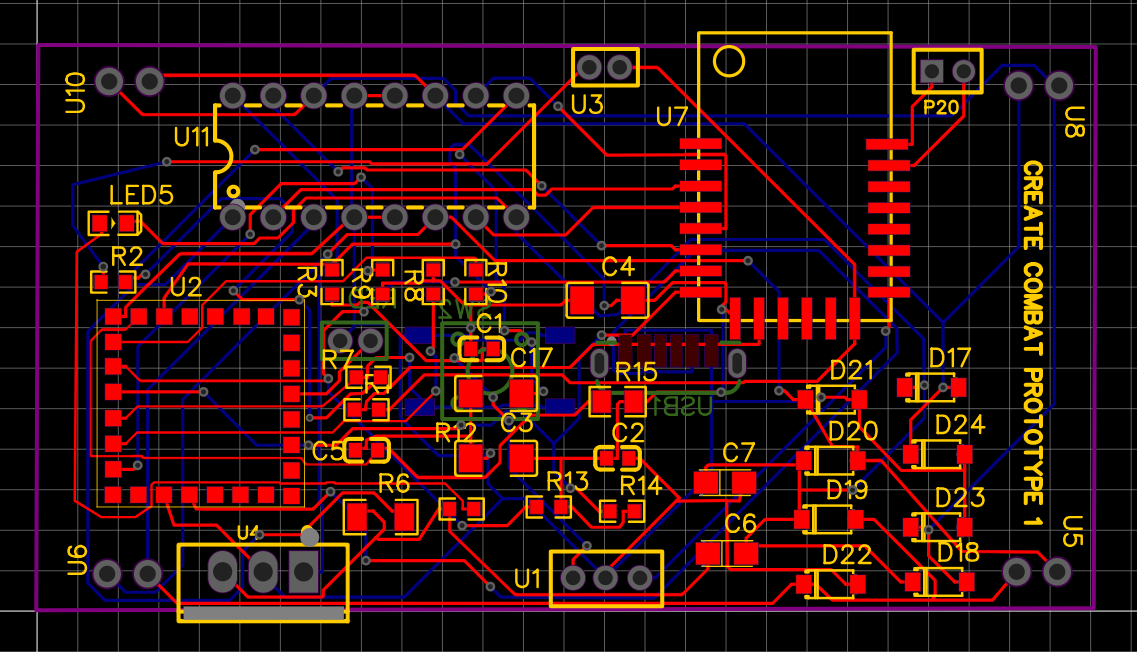 U10
U3
U7
P20
U8
U11
LED5
R2
U2
R3
R9
R8
R10
C4
C1
C17
R7
R15
USB1
D21
D17
CREATE COMBAT PROTOTYPE 1
R12
C3
C2
D20
D24
C5
C7
R6
R13
R14
D19
D23
U4
C6
U5
U6
U1
D22
D18